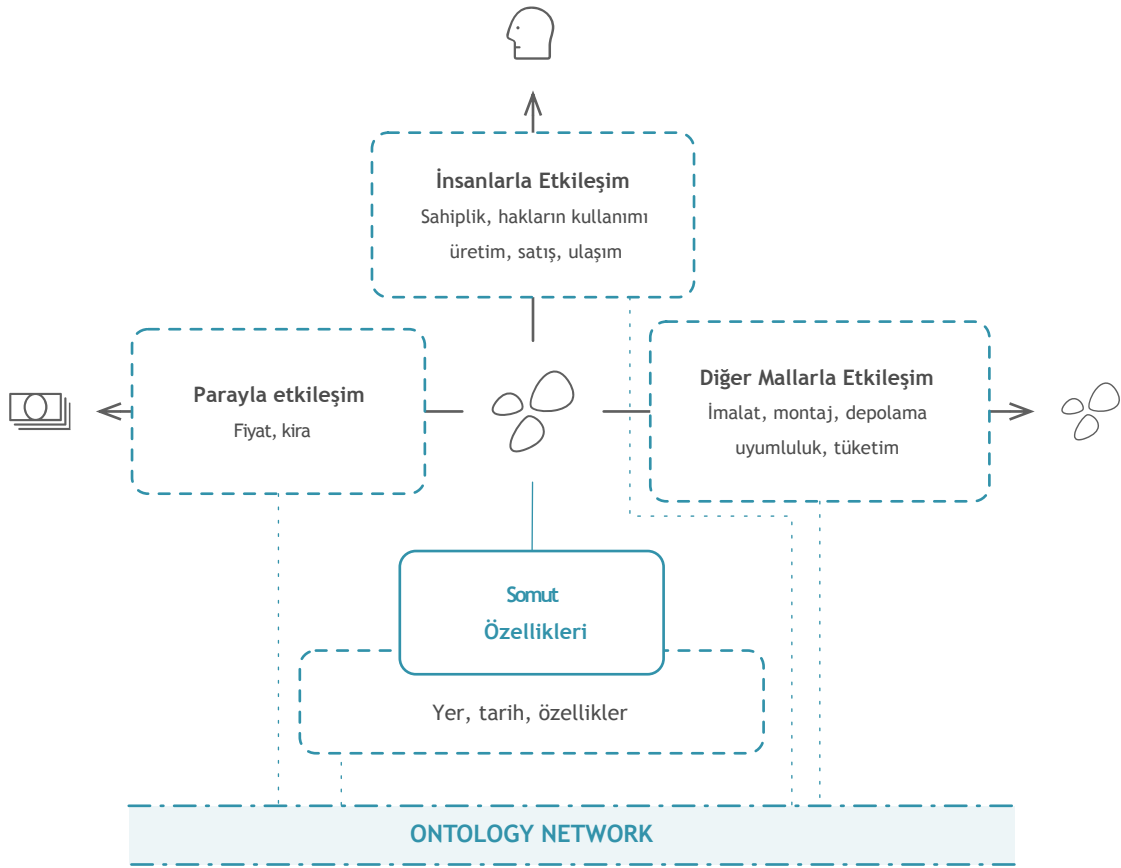 İnsanlarla Etkileşim
Sahiplik, hakların kullanımı
üretim, satış, ulaşım
Parayla etkileşim
Fiyat, kira
Diğer Mallarla Etkileşim
İmalat, montaj, depolama
uyumluluk, tüketim
Somut
Özellikleri
Yer, tarih, özellikler
ONTOLOGY NETWORK